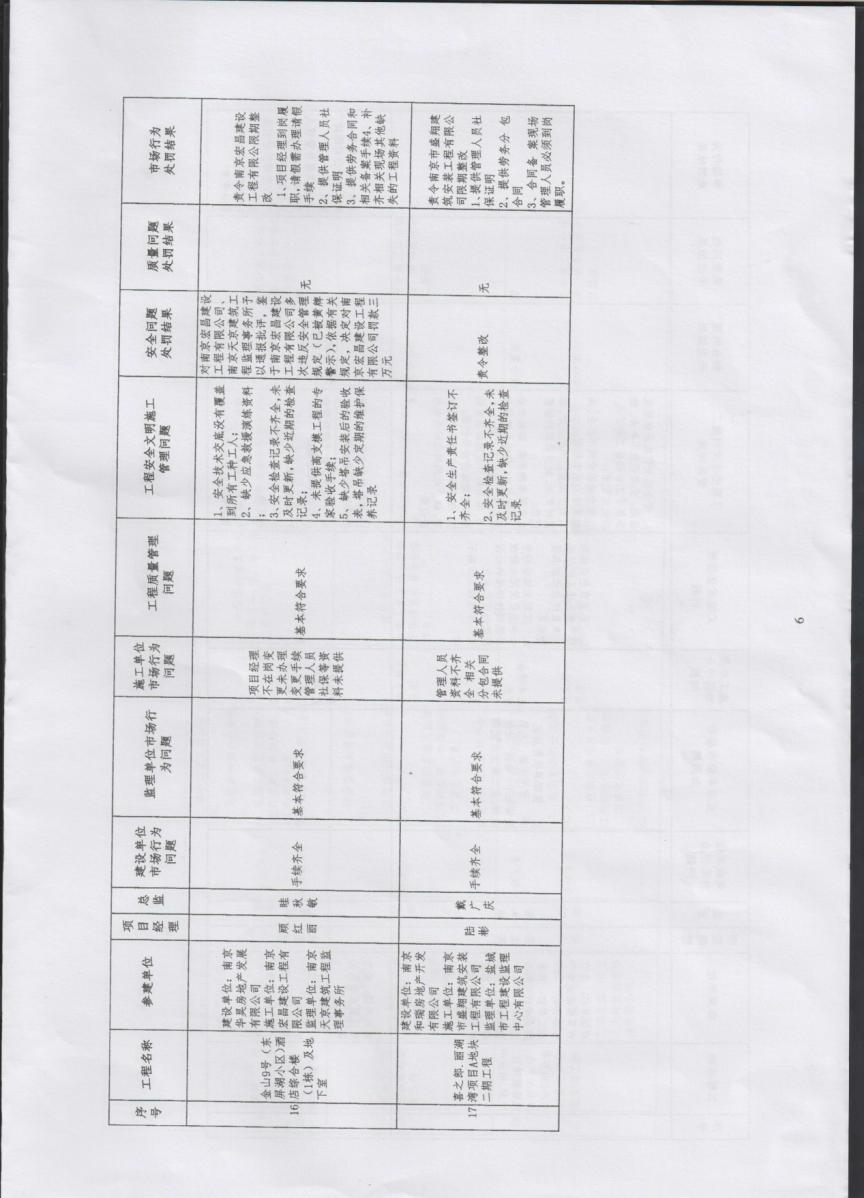 序
号
工程名称
参建单位
项
目
经
理
总
监
建设单位
市场行为
问题
监理单位市场行
为问题
施工单位
市场行为
问题
工程质量管理
问题
工程安全文明施工
管理问题
安全问题
处罚结果
质量问题
处罚结果
市场行为
处罚结果
16
金山9号（东
屏湖小区）酒
店综合楼
（1栋）及地
下室
建设单位：南京
华昊房地产发展
有限公司
施工单位：南京
宏昌建设工程有
限公司
监理单位：南京
天京建筑工程监
理事务所
顾
红
丽
眭
秋
敏
手续齐全
基本符合要求
项目经理
不在岗变
更未办理
变更手续
管理人员
社保等资
料未提供
基本符合要求
1、安全技术交底没有覆盖
到所有工种工人；
2、缺少应急救援演练资料
；
3、安全检查记录不齐全，未
及时更新，缺少近期的检查
记录；
4、未提供高支模工程的专
家验收手续；
5、缺少塔吊安装后的验收
表，塔吊缺少定期的维护保
养记录
对南京宏昌建设
工程有限公司、
南京天京建筑工
程监理事务所予
以通报批评，鉴
于南京宏昌建设
工程有限公司多
次违反安全管理
规定（已被黄牌
警示），依据有关
规定，决定对南
京宏昌建设工程
有限公司罚款三
万元
无
责令南京宏昌建设
工程有限公限期整
改
1、项目经理到岗履
职，请假需办理请假
手续
2、提供管理人员社
保证明
3、提供劳务合同和
相关备案手续4、补
齐相关现场其他缺
失的工程资料
17
喜之郎·丽湖
湾项目A地块
二期工程
建设单位：南京
和瑞房地产开发
有限公司
施工单位：南京
市盛翔建筑安装
工程有限公司
监理单位：盐城
市工程建设监理
中心有限公司
陆
彬
戴
广
庆
手续齐全
基本符合要求
管理人员
资料不齐
全 相关
分包合同
未提供
基本符合要求
1、安全生产责任书签订不
齐全；
2、安全检查记录不齐全，未
及时更新，缺少近期的检查
记录
责令整改
无
责令南京市盛翔建
筑安装工程有限公
司限期整改
1、提供管理人员社
保证明
2、提供劳务分 包
合同
3、合同备 案现场
管理人员必须到岗
履职。
6